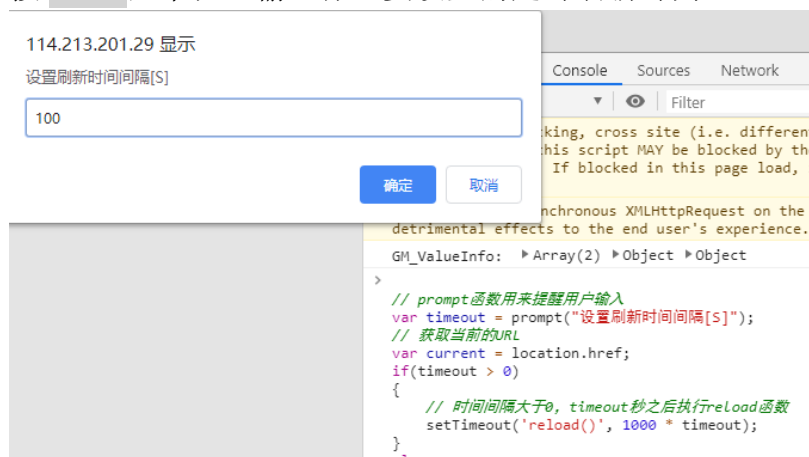 114.213.201.29 显示
设置刷新时间间隔[S]
100
确定 取消
Console Sources Network
▼ Filter
king, cross site (i.e. differen
his script MAY be blocked by th
If blocked in this page load,
nchronous XMLHttpRequest on the
detrimental effects to the end user's experience.
GM_ValueInfo: ▶Array(2) ▶Object ▶Object
>
// prompt函数用来提醒用户输入
var timeout = prompt("设置刷新时间间隔[S]");
// 获取当前的URL
var current = location.href;
if(timeout > 0)
{
// 时间间隔大于0，timeout秒之后执行reload函数
setTimeout('reload()', 1000 * timeout);
}